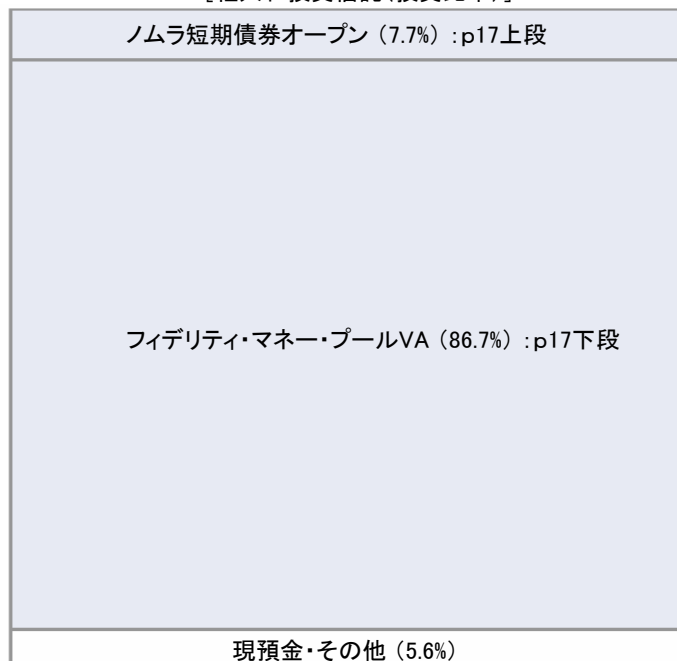 ノムラ短期債券オープン (7.7%) :p17上段
フィデリティ・マネー・プールVA (86.7%) :p17下段
現預金・その他 (5.6%)